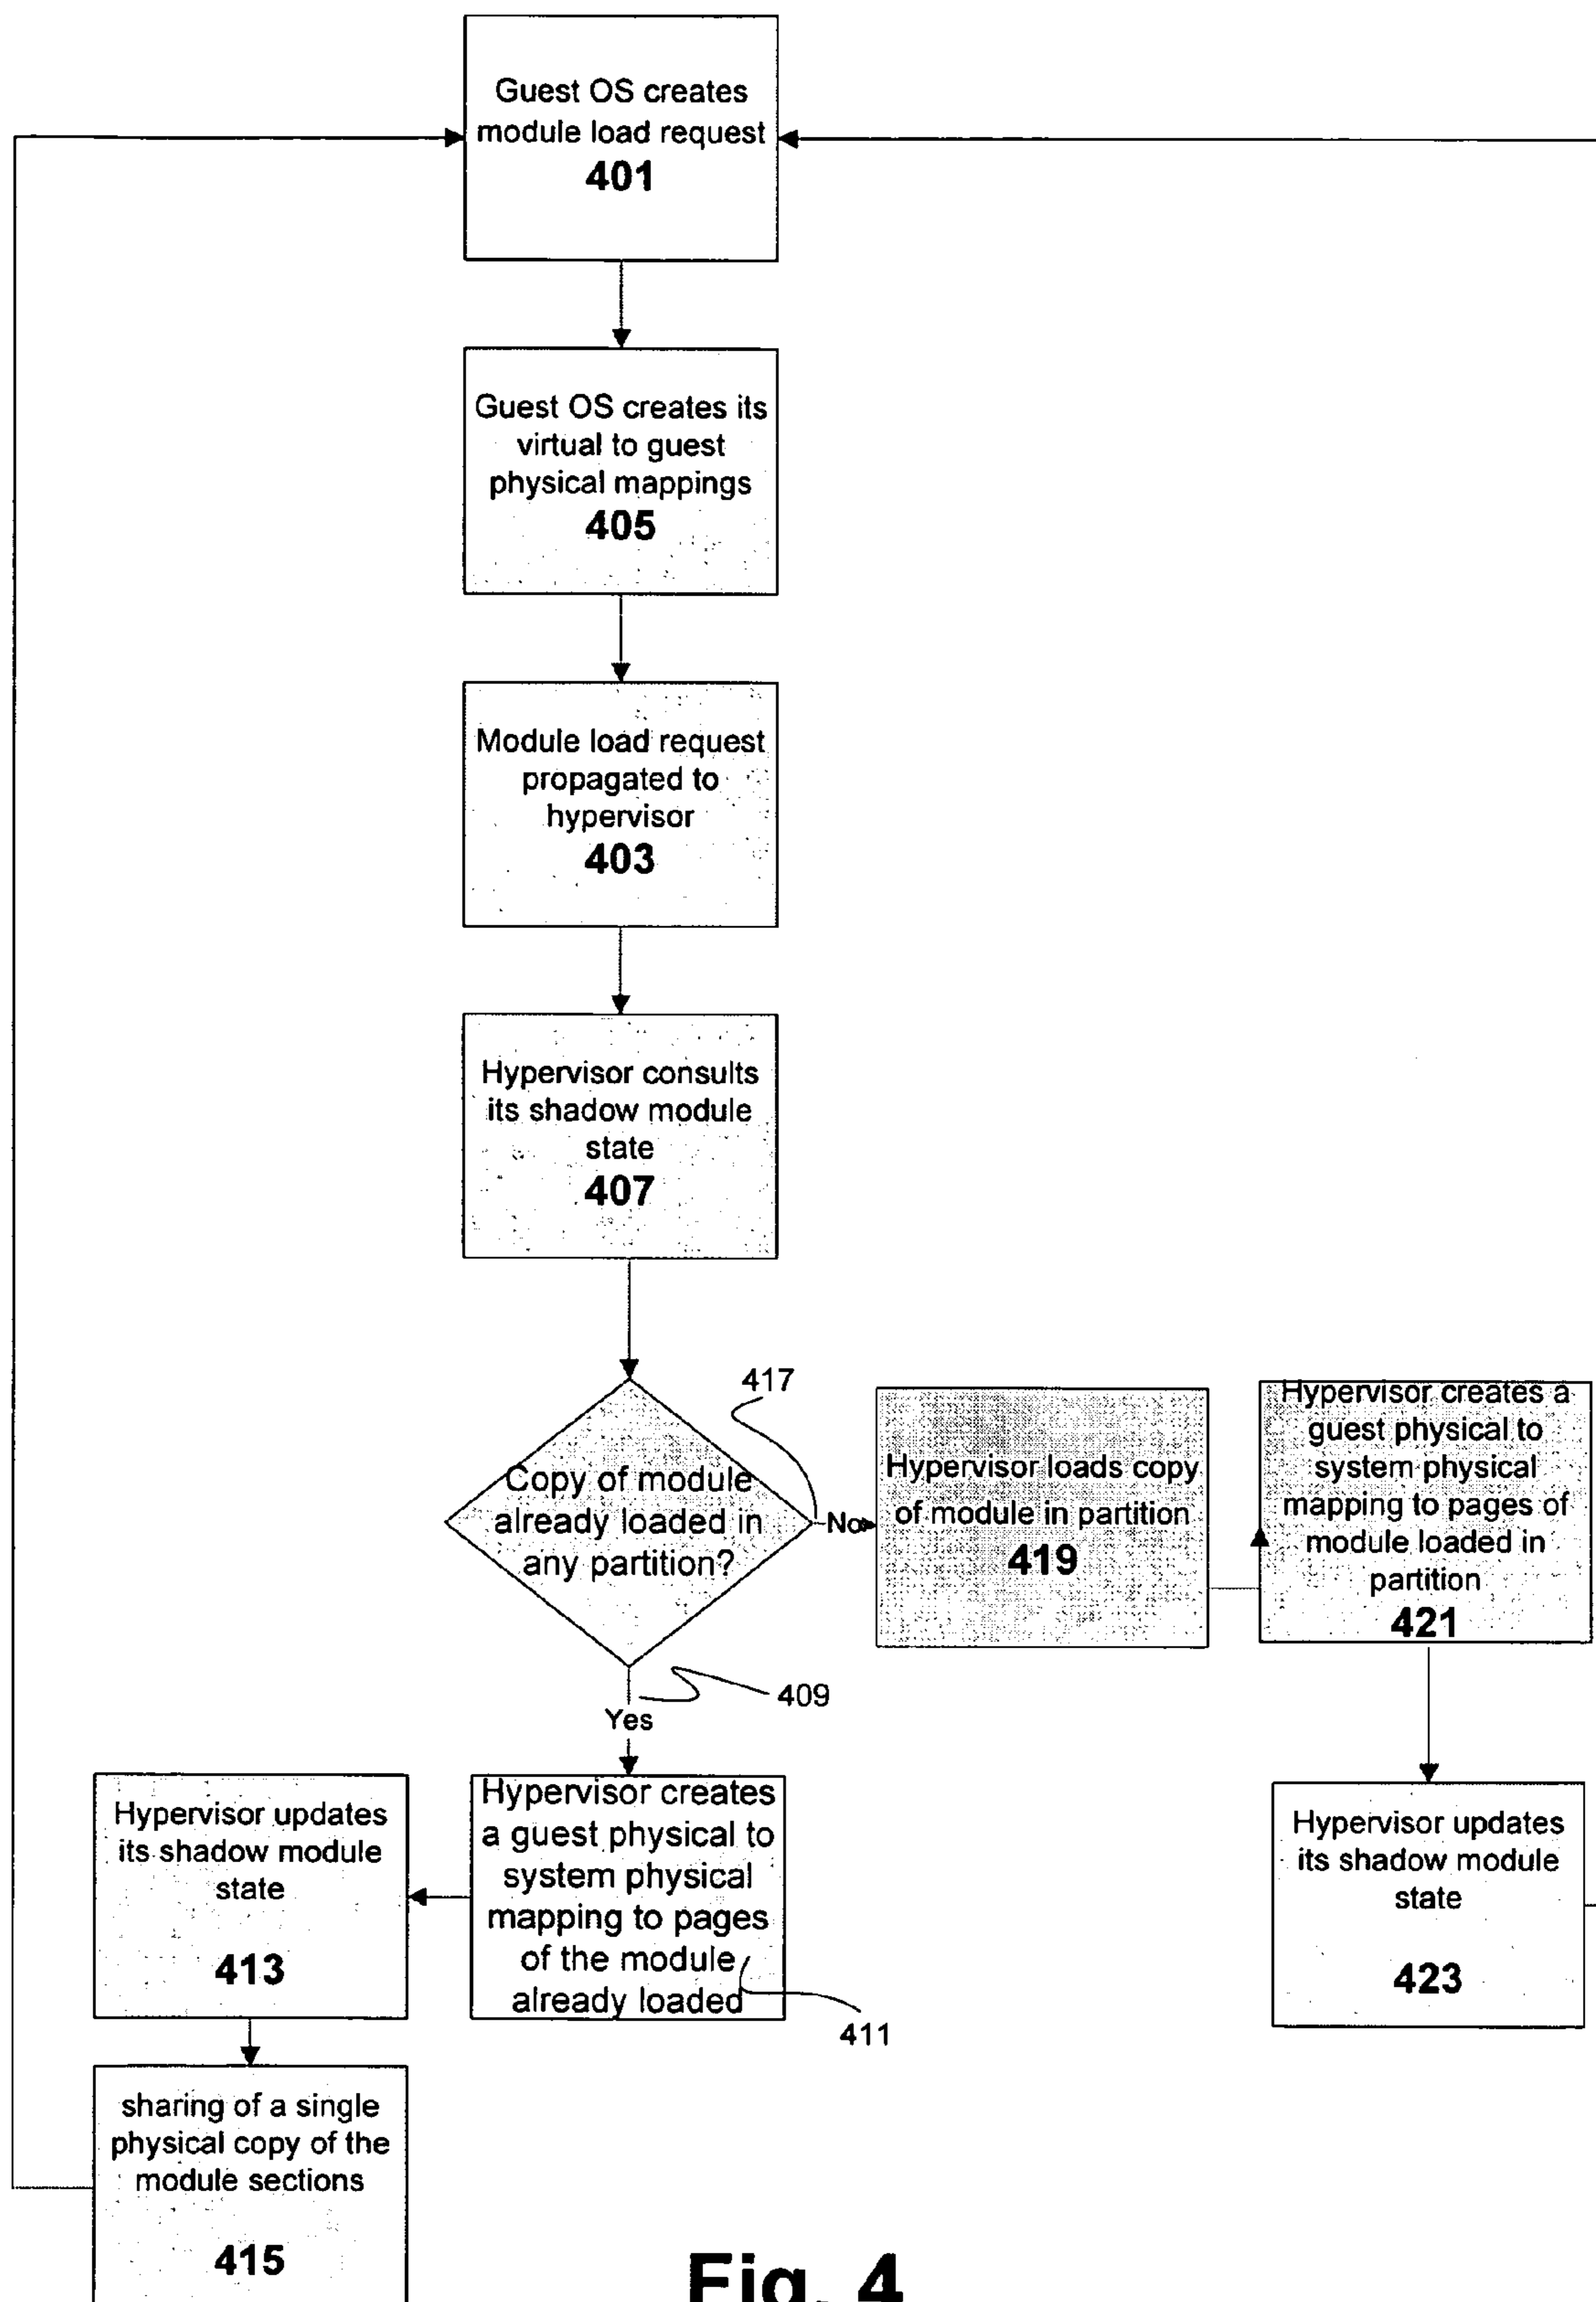 Guest OS creates
module load request
401
Guest OS creates its
virtual to guest
physical mappings
405
Module load request
propagated to
hypervisor
403
Hypervisor consults
its shadow module
state
407
417
Copy of module
already loaded in
any partition?
No
Hypervisor loads copy
of module in partition
419
Hypervisor creates a
guest physical to
system physical
mapping to pages of
module loaded in
partition
421
409
Yes
Hypervisor creates
a guest physical to
system physical
mapping to pages
of the module
already loaded
411
Hypervisor updates
its shadow module
state
413
Hypervisor updates
its shadow module
state
423
sharing of a single
physical copy of the
module sections
415
Fig. 4